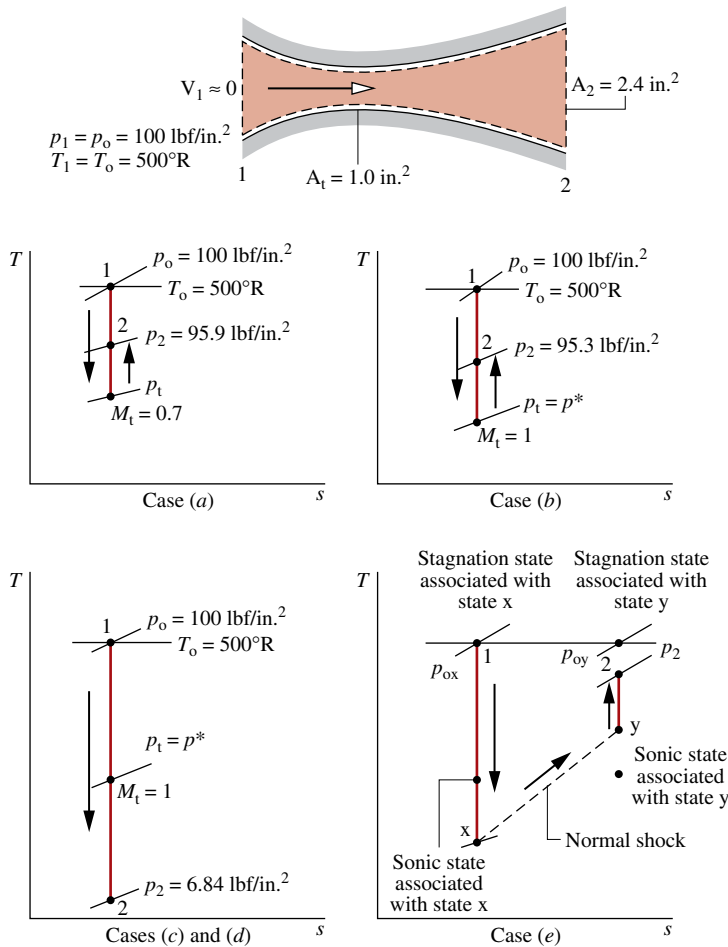 V₁ ≈ 0
A₂ = 2.4 in.²
p₁ = pₒ = 100 lbf/in.²
T₁ = Tₒ = 500°R
1
Aₜ = 1.0 in.²
2
T
1
pₒ = 100 lbf/in.²
Tₒ = 500°R
2
p₂ = 95.9 lbf/in.²
pₜ
Mₜ = 0.7
Case (a)
s
T
1
pₒ = 100 lbf/in.²
Tₒ = 500°R
2
p₂ = 95.3 lbf/in.²
pₜ = p*
Mₜ = 1
Case (b)
s
T
1
pₒ = 100 lbf/in.²
Tₒ = 500°R
pₜ = p*
Mₜ = 1
p₂ = 6.84 lbf/in.²
2
Cases (c) and (d)
s
T
Stagnation state
associated with
state x
Stagnation state
associated with
state y
pₒₓ
1
pₒy
2
p₂
y
Sonic state
associated
with state y
x
Normal shock
Sonic state
associated
with state x
Case (e)
s